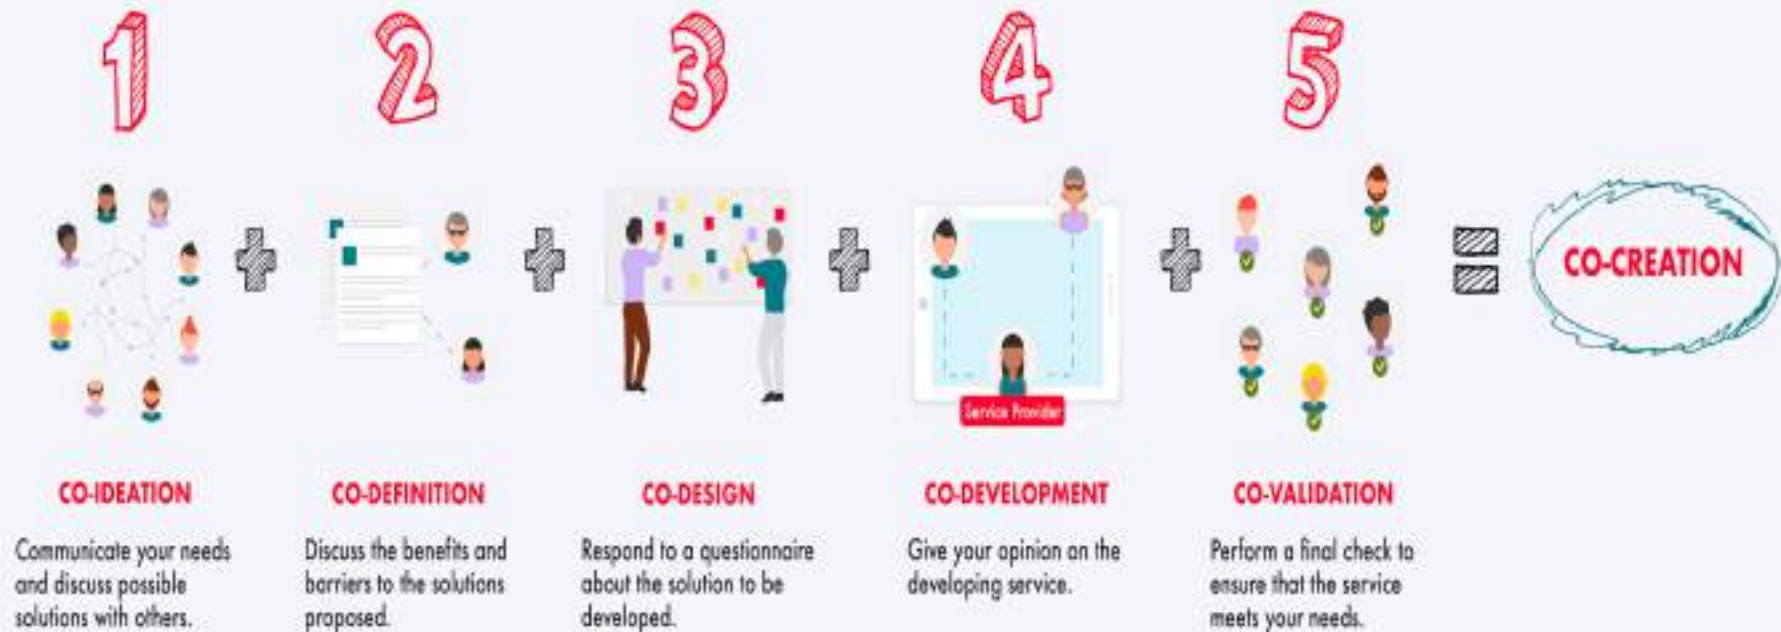 1
2
3
4
5
CO-CREATION
Service Provider
CO-IDEATION
Communicate your needs
and discuss possible
solutions with others.
CO-DEFINITION
Discuss the benefits and
barriers to the solutions
proposed.
CO-DESIGN
Respond to a questionnaire
about the solution to be
developed.
CO-DEVELOPMENT
Give your opinion on the
developing service.
CO-VALIDATION
Perform a final check to
ensure that the service
meets your needs.